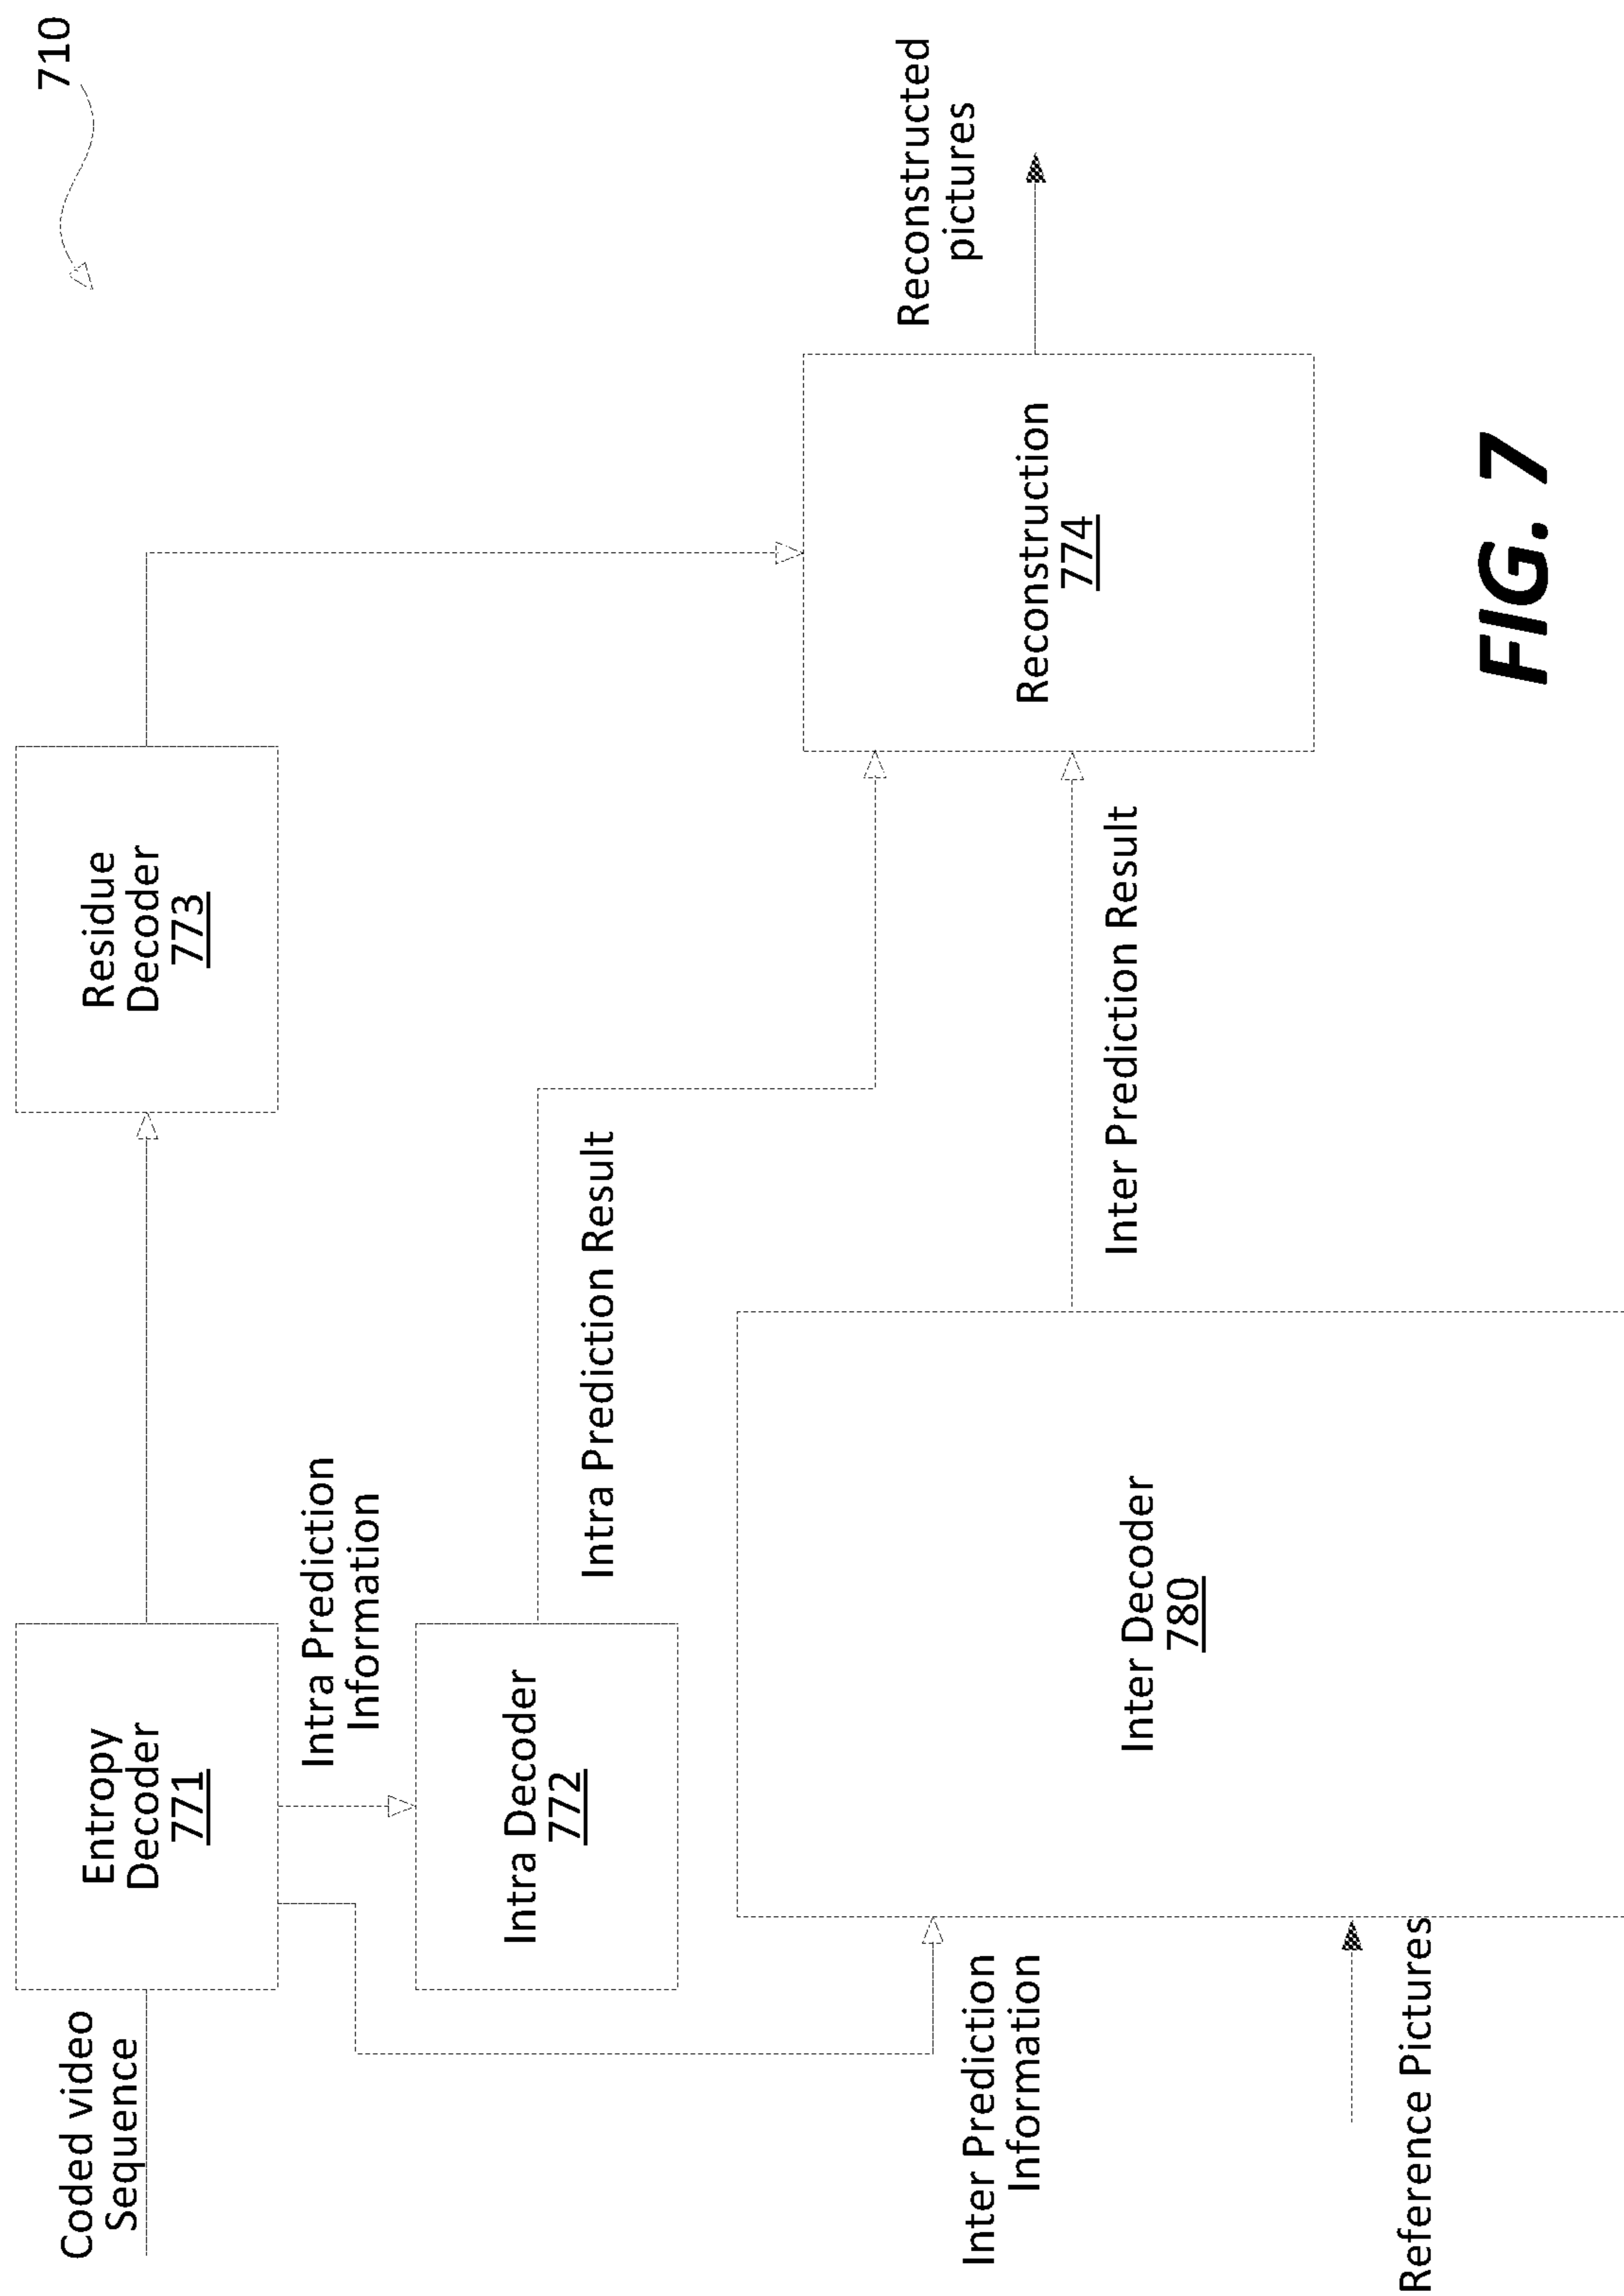 710
Coded video
Sequence
Entropy
Decoder
771
Residue
Decoder
773
Intra Prediction
Information
Intra Decoder
772
Intra Prediction Result
Reconstructed
pictures
Reconstruction
774
Inter Prediction
Information
Inter Decoder
780
Inter Prediction Result
Reference Pictures
FIG. 7